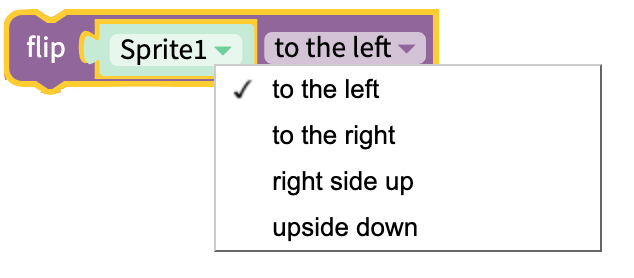 flip Sprite1 to the left
✓ to the left
to the right
right side up
upside down